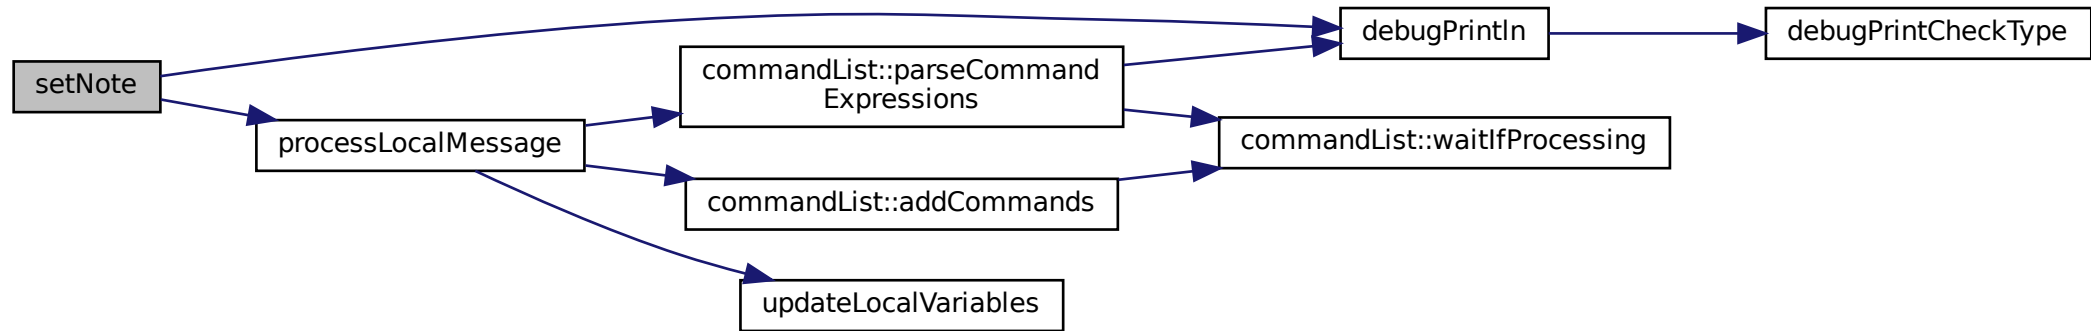 setNote
processLocalMessage
commandList::parseCommand
Expressions
commandList::addCommands
updateLocalVariables
debugPrintln
commandList::waitIfProcessing
debugPrintCheckType